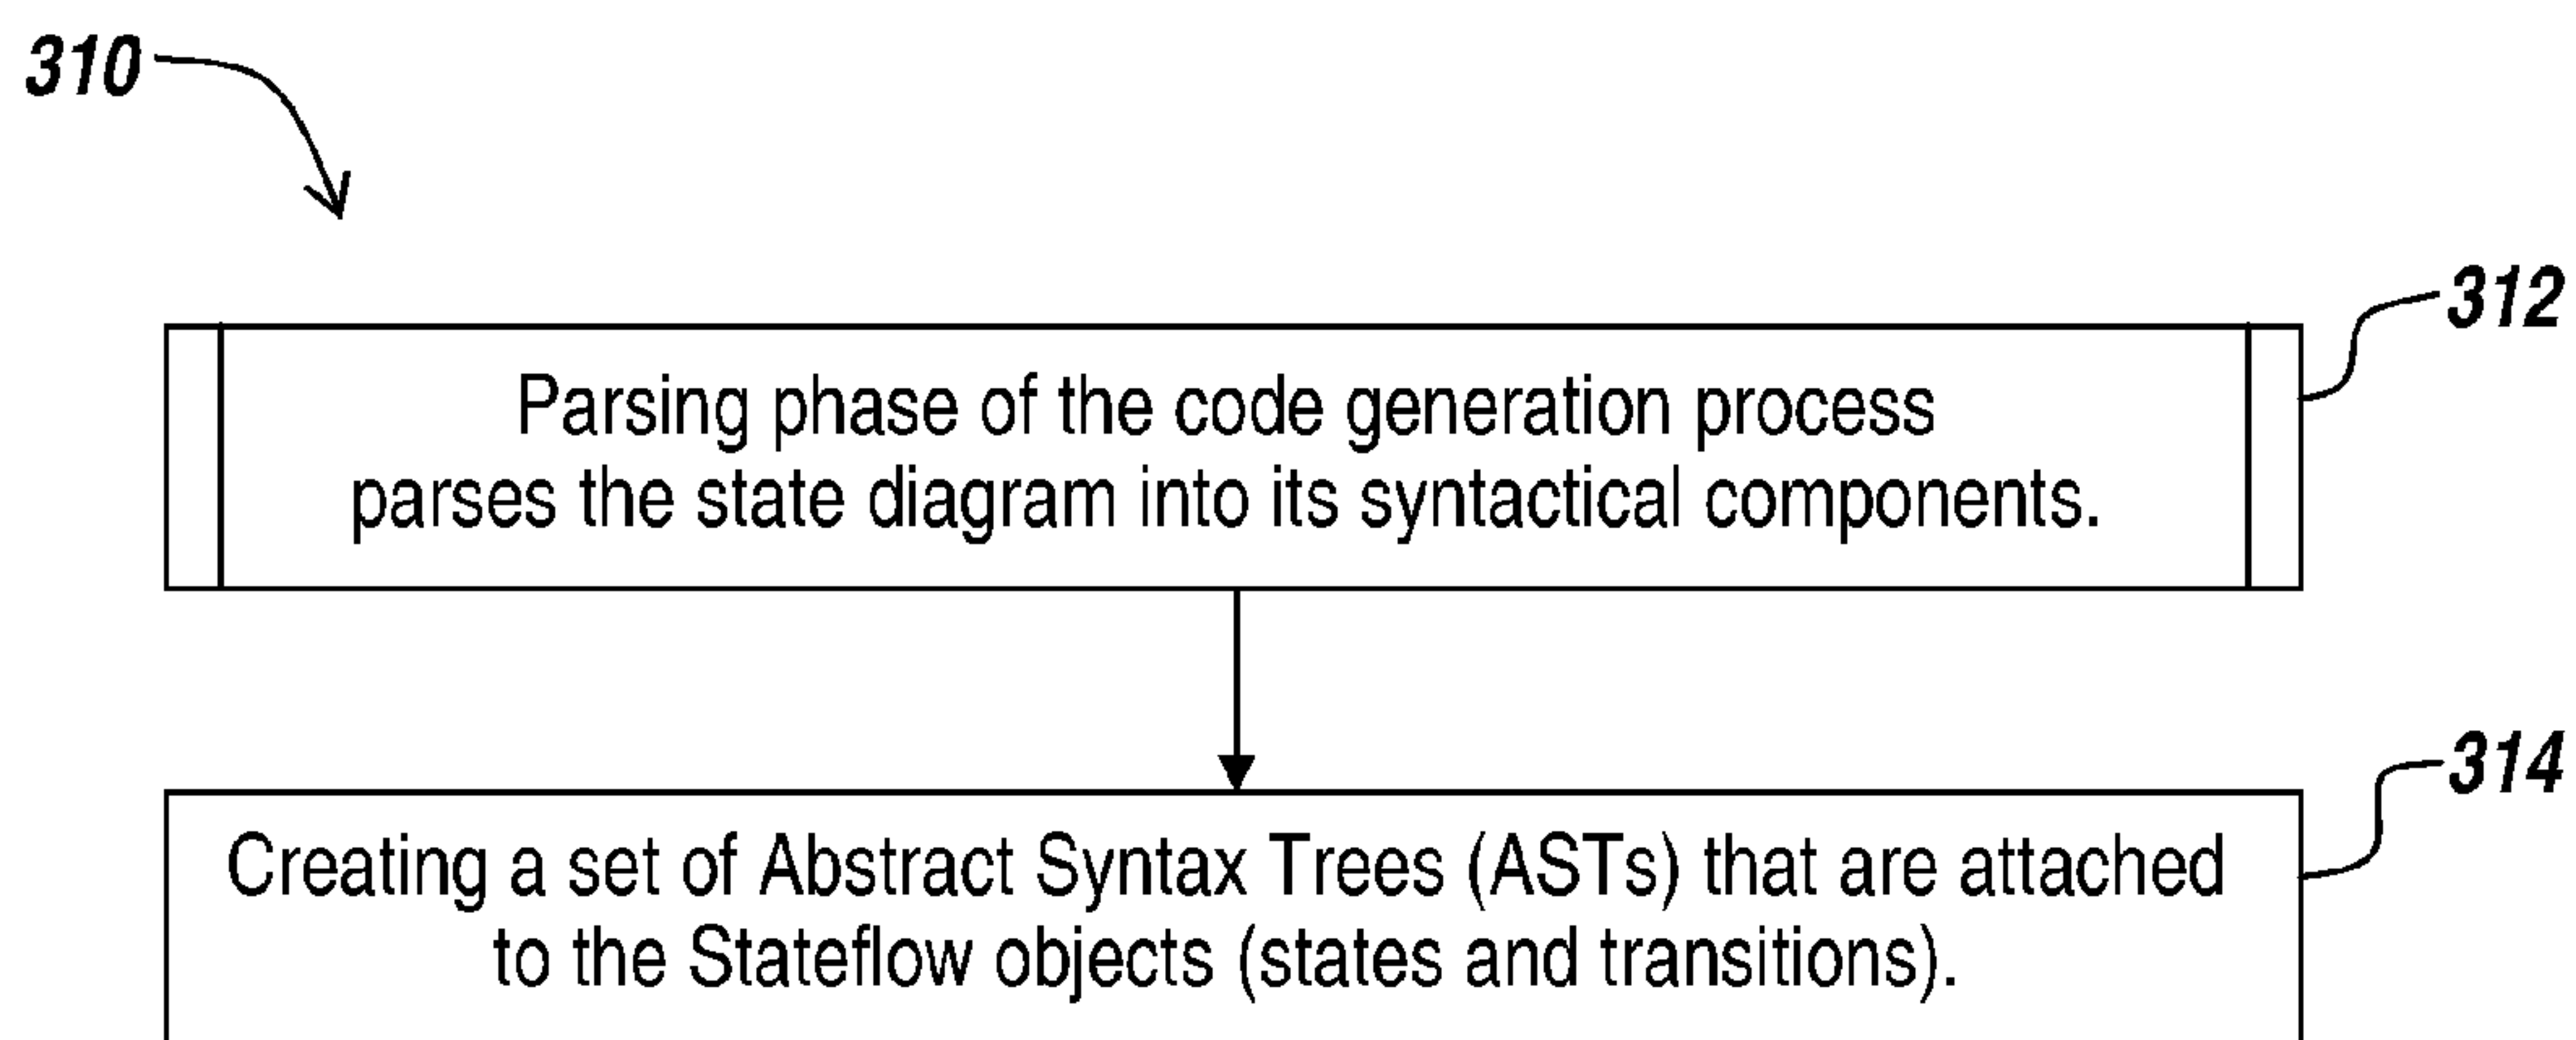 310
312
Parsing phase of the code generation process
parses the state diagram into its syntactical components.
314
Creating a set of Abstract Syntax Trees (ASTs) that are attached
to the Stateflow objects (states and transitions).